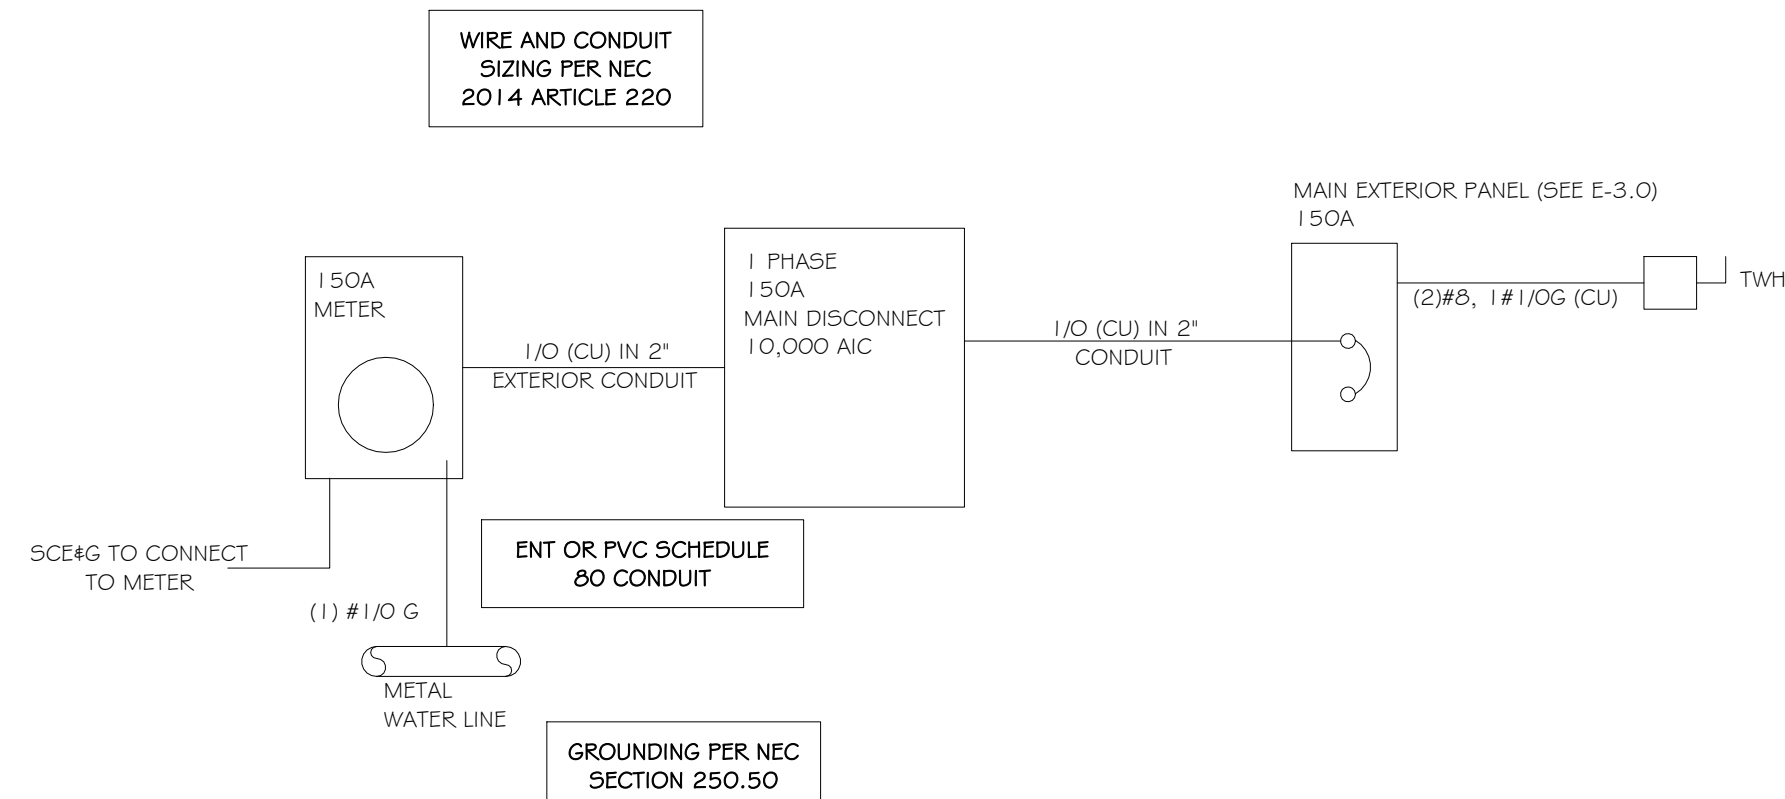 WIRE AND CONDUIT
SIZING PER NEC
2014 ARTICLE 220
MAIN EXTERIOR PANEL (SEE E-3.0)
150A
150A
METER
1 PHASE
150A
MAIN DISCONNECT
10,000 AIC
1/0 (CU) IN 2"
EXTERIOR CONDUIT
1/0 (CU) IN 2"
CONDUIT
(2)#8, 1#1/0G (CU)
TWH
SCE&G TO CONNECT
TO METER
ENT OR PVC SCHEDULE
80 CONDUIT
(1) #1/0 G
METAL
WATER LINE
GROUNDING PER NEC
SECTION 250.50